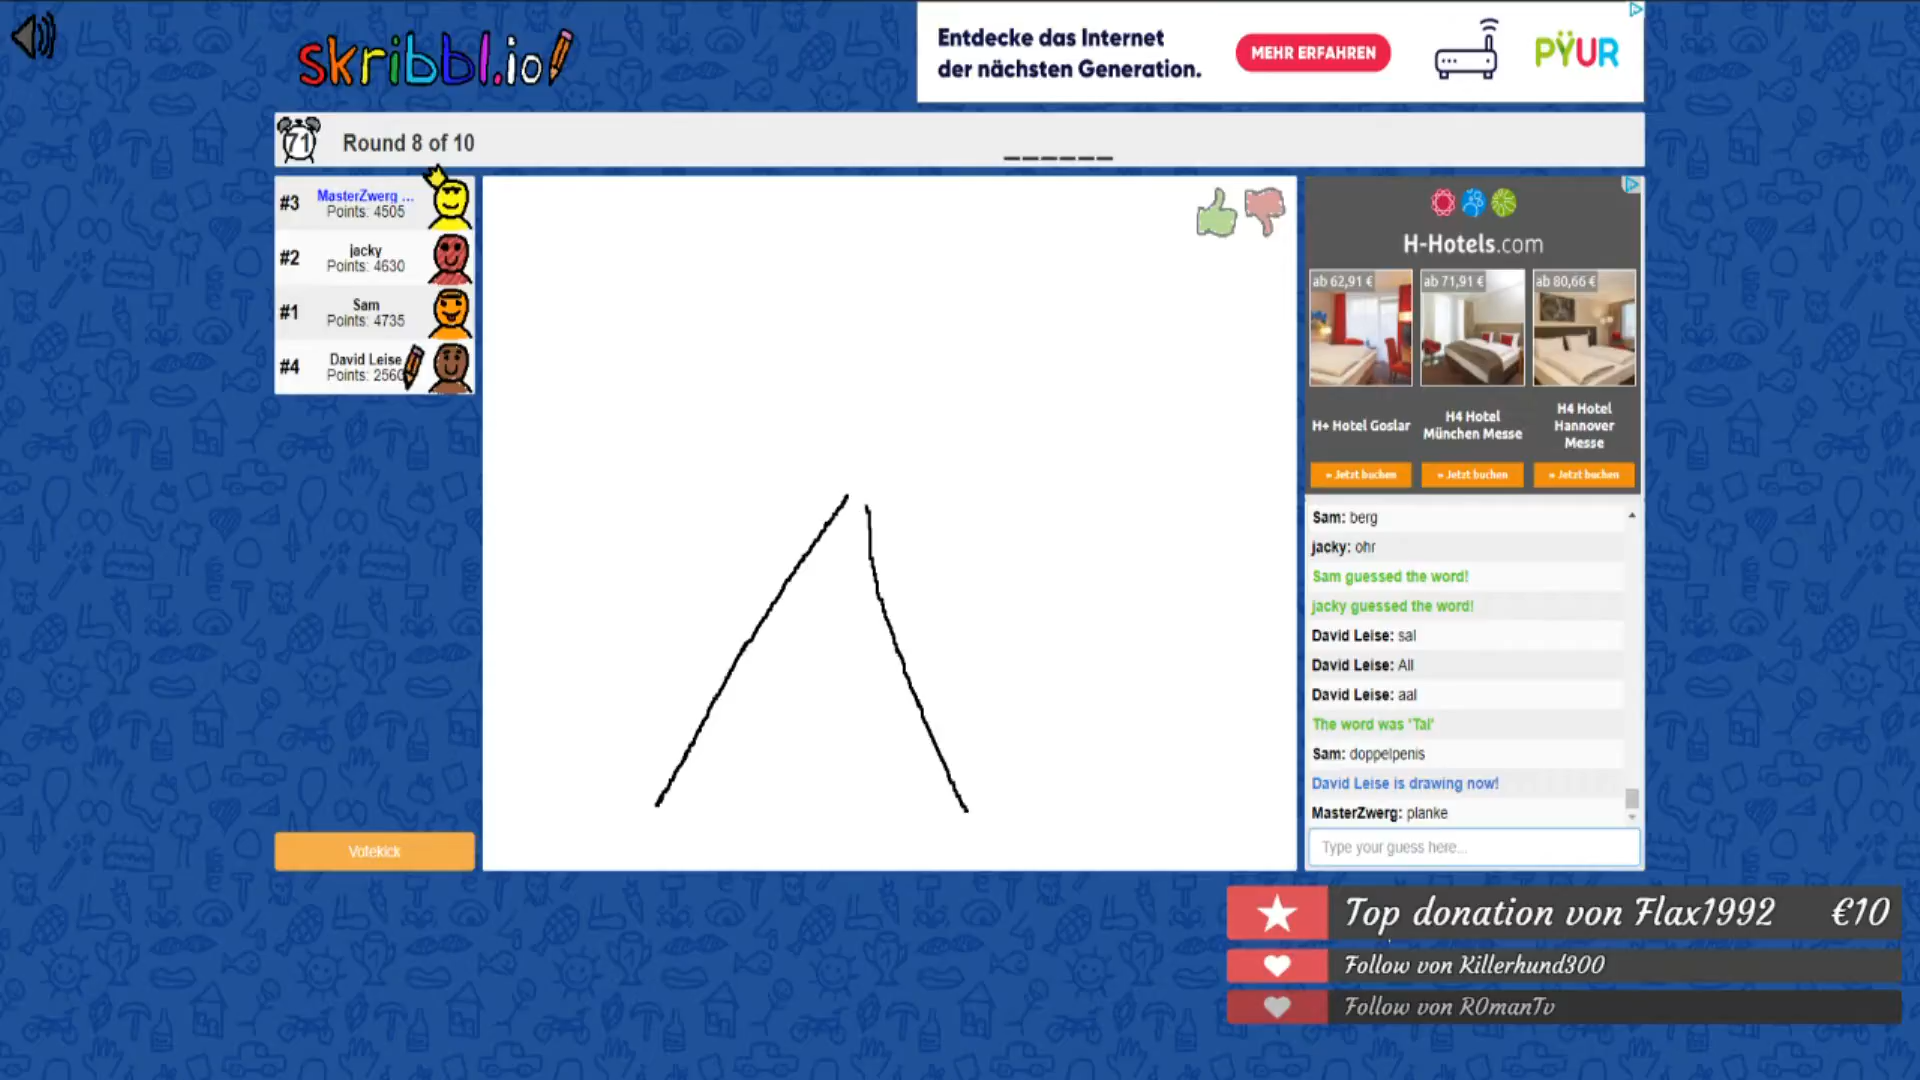 skribbl.io
Entdecke das Internet
der nächsten Generation.
MEHR ERFAHREN
PŸUR
71
Round 8 of 10
______
#3
MasterZwerg ...
Points: 4505
#2
jacky
Points: 4630
#1
Sam
Points: 4735
#4
David Leise
Points: 2560
H-Hotels.com
ab 62,91 €
ab 71,91 €
ab 80,66 €
H+ Hotel Goslar
H4 Hotel
München Messe
H4 Hotel
Hannover
Messe
» Jetzt buchen
» Jetzt buchen
» Jetzt buchen
Sam: berg
jacky: ohr
Sam guessed the word!
jacky guessed the word!
David Leise: sal
David Leise: All
David Leise: aal
The word was 'Tal'
Sam: doppelpenis
David Leise is drawing now!
MasterZwerg: planke
Type your guess here...
Votekick
Top donation von Flax1992 €10
Follow von Killerhund300
Follow von R0manTv